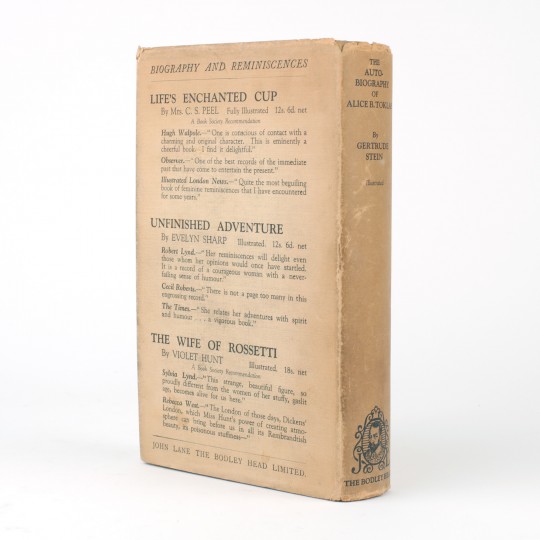 BIOGRAPHY AND REMINISCENCES
LIFE'S ENCHANTED CUP
By Mrs. C. S. PEEL Fully Illustrated 12s. 6d. net
A Book Society Recommendation
Hugh Walpole.—"One is conscious of contact with a
charming and original character. This is eminently a
cheerful book—I find it delightful."
Observer.—"One of the best records of the immediate
past that have come to entertain the present."
Illustrated London News.—"Quite the most beguiling
book of feminine reminiscences that I have encountered
for some years."
UNFINISHED ADVENTURE
By EVELYN SHARP Illustrated. 12s. 6d. net
Robert Lynd.—"Her reminiscences will delight even
those whom her opinions would once have startled.
It is a record of a courageous woman with a never-
failing sense of humour."
Cecil Roberts.—"There is not a page too many in this
engrossing record."
The Times.—"She relates her adventures with spirit
and humour . . . a vigorous book."
THE WIFE OF ROSSETTI
By VIOLET HUNT Illustrated. 18s. net
A Book Society Recommendation
Sylvia Lynd.—"This strange, beautiful figure, so
proudly different from the women of her stuffy, gaslit
age, becomes alive for us here."
Rebecca West.—"The London of those days, Dickens'
London, which Miss Hunt's power of creating atmo-
sphere can bring before us in all its Rembrandtish
beauty, its poisonous stuffiness—"
JOHN LANE THE BODLEY HEAD LIMITED.
THE
AUTO-
BIOGRAPHY
OF
ALICE B. TOKLAS
By
GERTRUDE
STEIN
Illustrated
J L
THE BODLEY HEAD